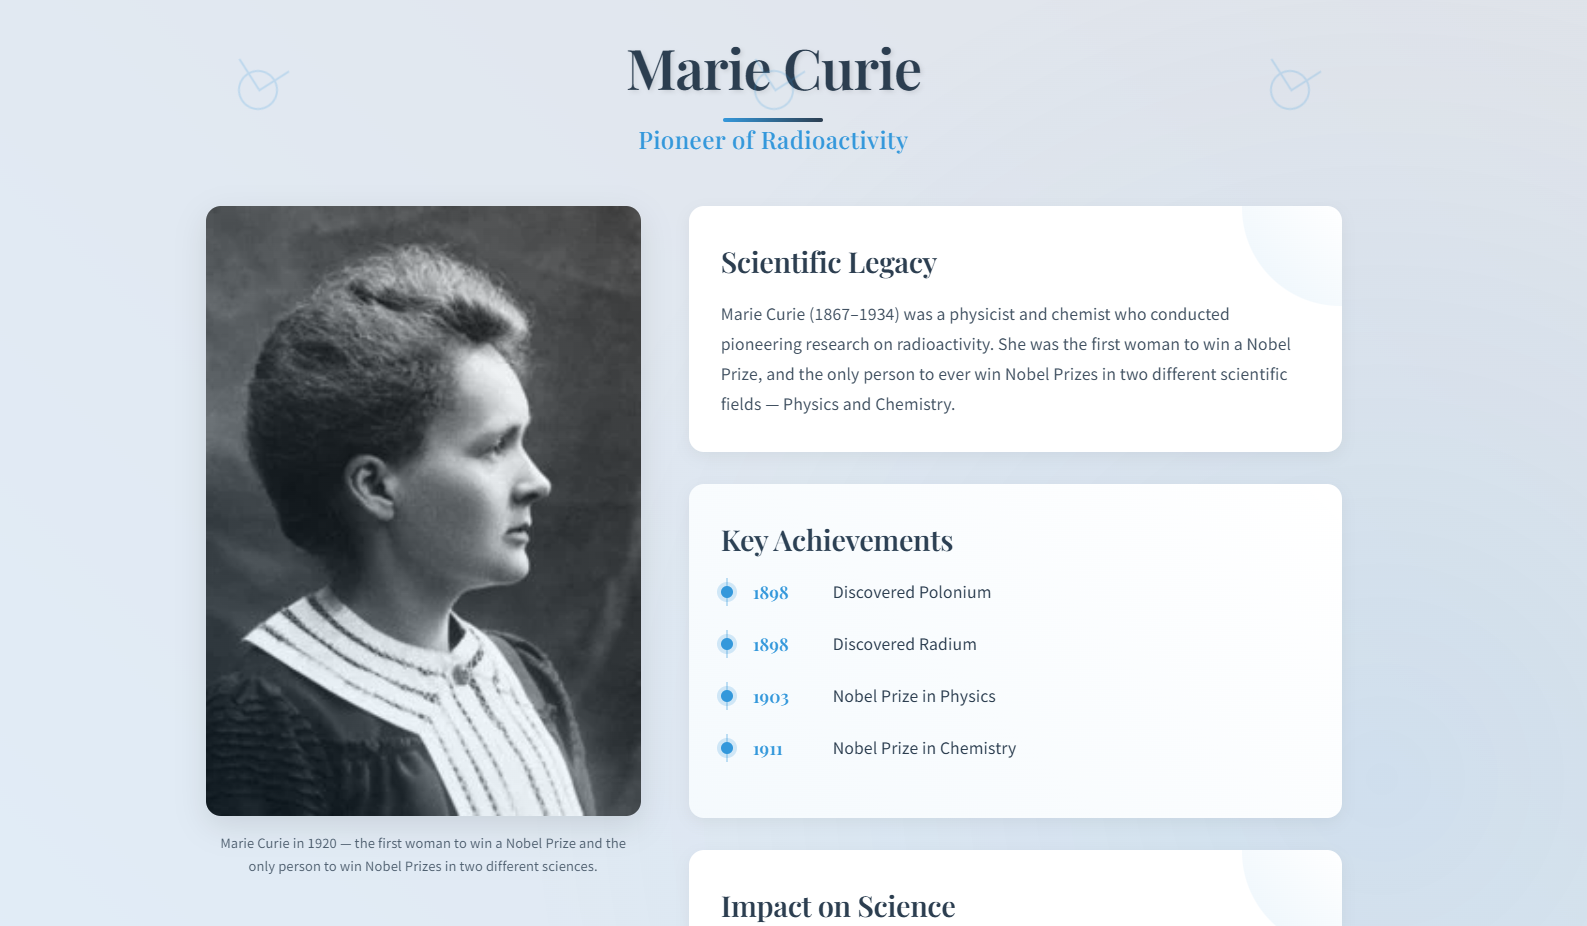 Marie Curie
Pioneer of Radioactivity
Marie Curie in 1920 — the first woman to win a Nobel Prize and the
only person to win Nobel Prizes in two different sciences.
Scientific Legacy
Marie Curie (1867–1934) was a physicist and chemist who conducted
pioneering research on radioactivity. She was the first woman to win a Nobel
Prize, and the only person to ever win Nobel Prizes in two different scientific
fields — Physics and Chemistry.
Key Achievements
1898 Discovered Polonium
1898 Discovered Radium
1903 Nobel Prize in Physics
1911 Nobel Prize in Chemistry
Impact on Science